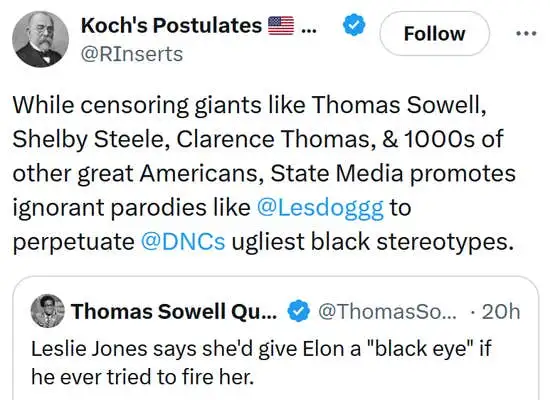 Koch's Postulates 🇺🇸 ...
Follow
@RInserts
While censoring giants like Thomas Sowell,
Shelby Steele, Clarence Thomas, & 1000s of
other great Americans, State Media promotes
ignorant parodies like @Lesdoggg to
perpetuate @DNCs ugliest black stereotypes.
Thomas Sowell Qu... @ThomasSo... · 20h
Leslie Jones says she'd give Elon a "black eye" if
he ever tried to fire her.